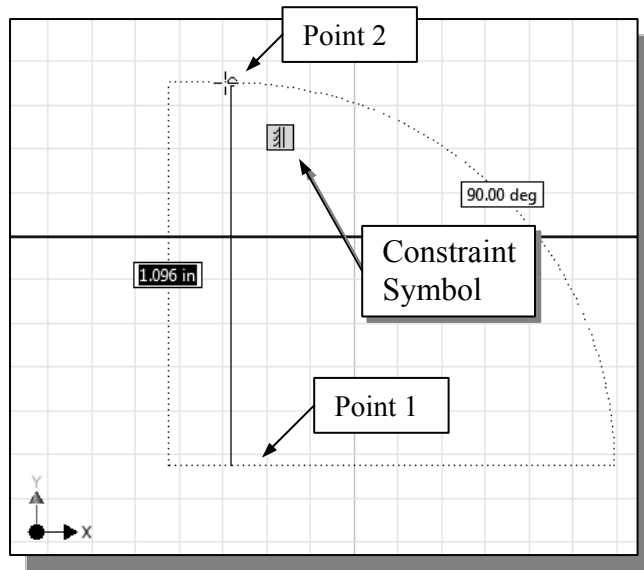 Point 2
90.00 deg
Constraint
Symbol
1.096 in
Point 1
Y
X